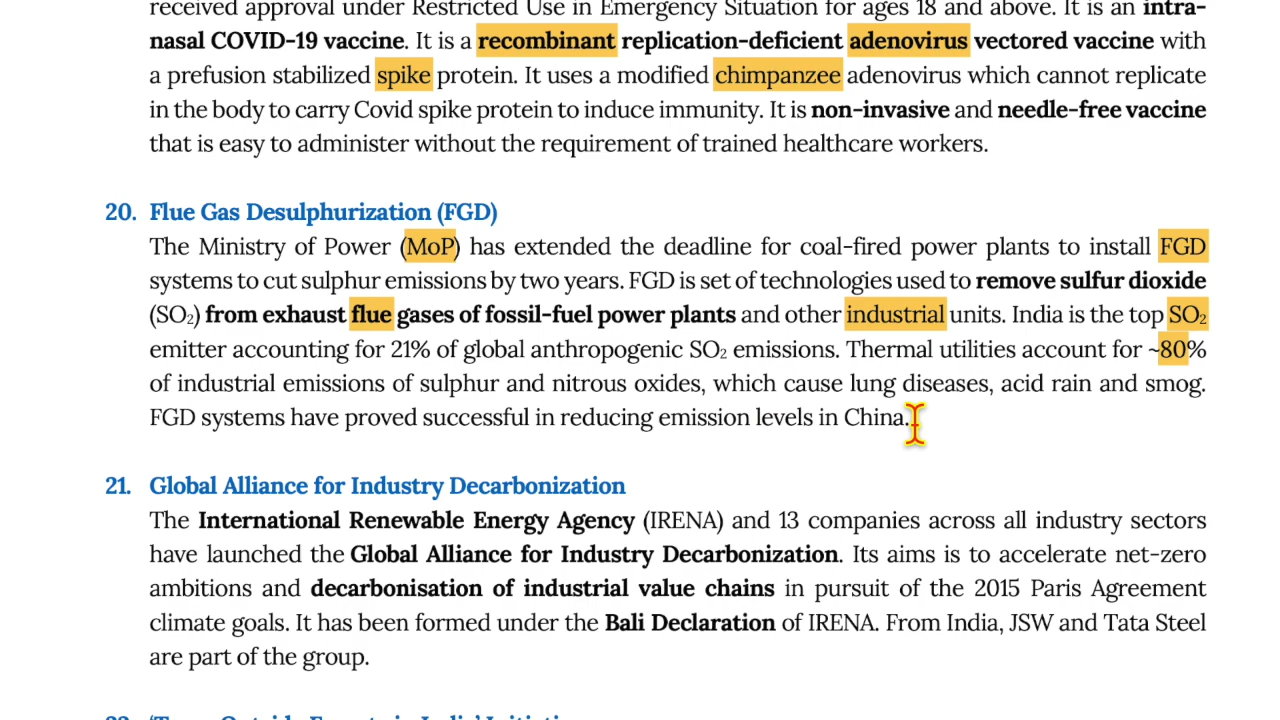 received approval under Restricted Use in Emergency Situation for ages 18 and above. It is an intra-
nasal COVID-19 vaccine. It is a recombinant replication-deficient adenovirus vectored vaccine with
a prefusion stabilized spike protein. It uses a modified chimpanzee adenovirus which cannot replicate
in the body to carry Covid spike protein to induce immunity. It is non-invasive and needle-free vaccine
that is easy to administer without the requirement of trained healthcare workers.
20. Flue Gas Desulphurization (FGD)
The Ministry of Power (MoP) has extended the deadline for coal-fired power plants to install FGD
systems to cut sulphur emissions by two years. FGD is set of technologies used to remove sulfur dioxide
(SO₂) from exhaust flue gases of fossil-fuel power plants and other industrial units. India is the top SO₂
emitter accounting for 21% of global anthropogenic SO₂ emissions. Thermal utilities account for ~80%
of industrial emissions of sulphur and nitrous oxides, which cause lung diseases, acid rain and smog.
FGD systems have proved successful in reducing emission levels in China.
21. Global Alliance for Industry Decarbonization
The International Renewable Energy Agency (IRENA) and 13 companies across all industry sectors
have launched the Global Alliance for Industry Decarbonization. Its aims is to accelerate net-zero
ambitions and decarbonisation of industrial value chains in pursuit of the 2015 Paris Agreement
climate goals. It has been formed under the Bali Declaration of IRENA. From India, JSW and Tata Steel
are part of the group.